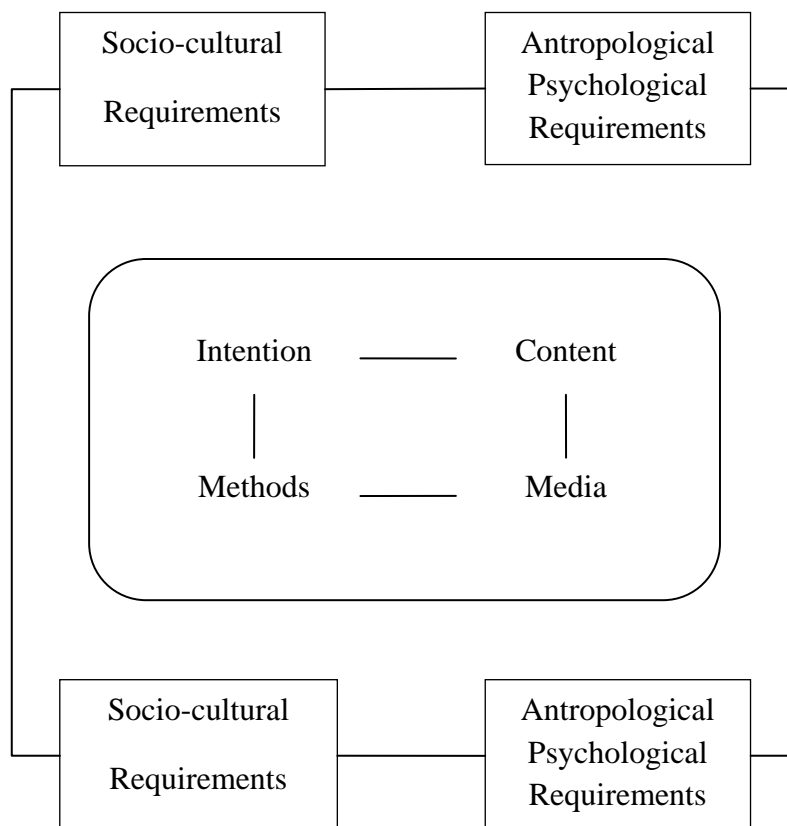 Socio-cultural
Requirements
Antropological
Psychological
Requirements
Intention
Content
Methods
Media
Socio-cultural
Requirements
Antropological
Psychological
Requirements